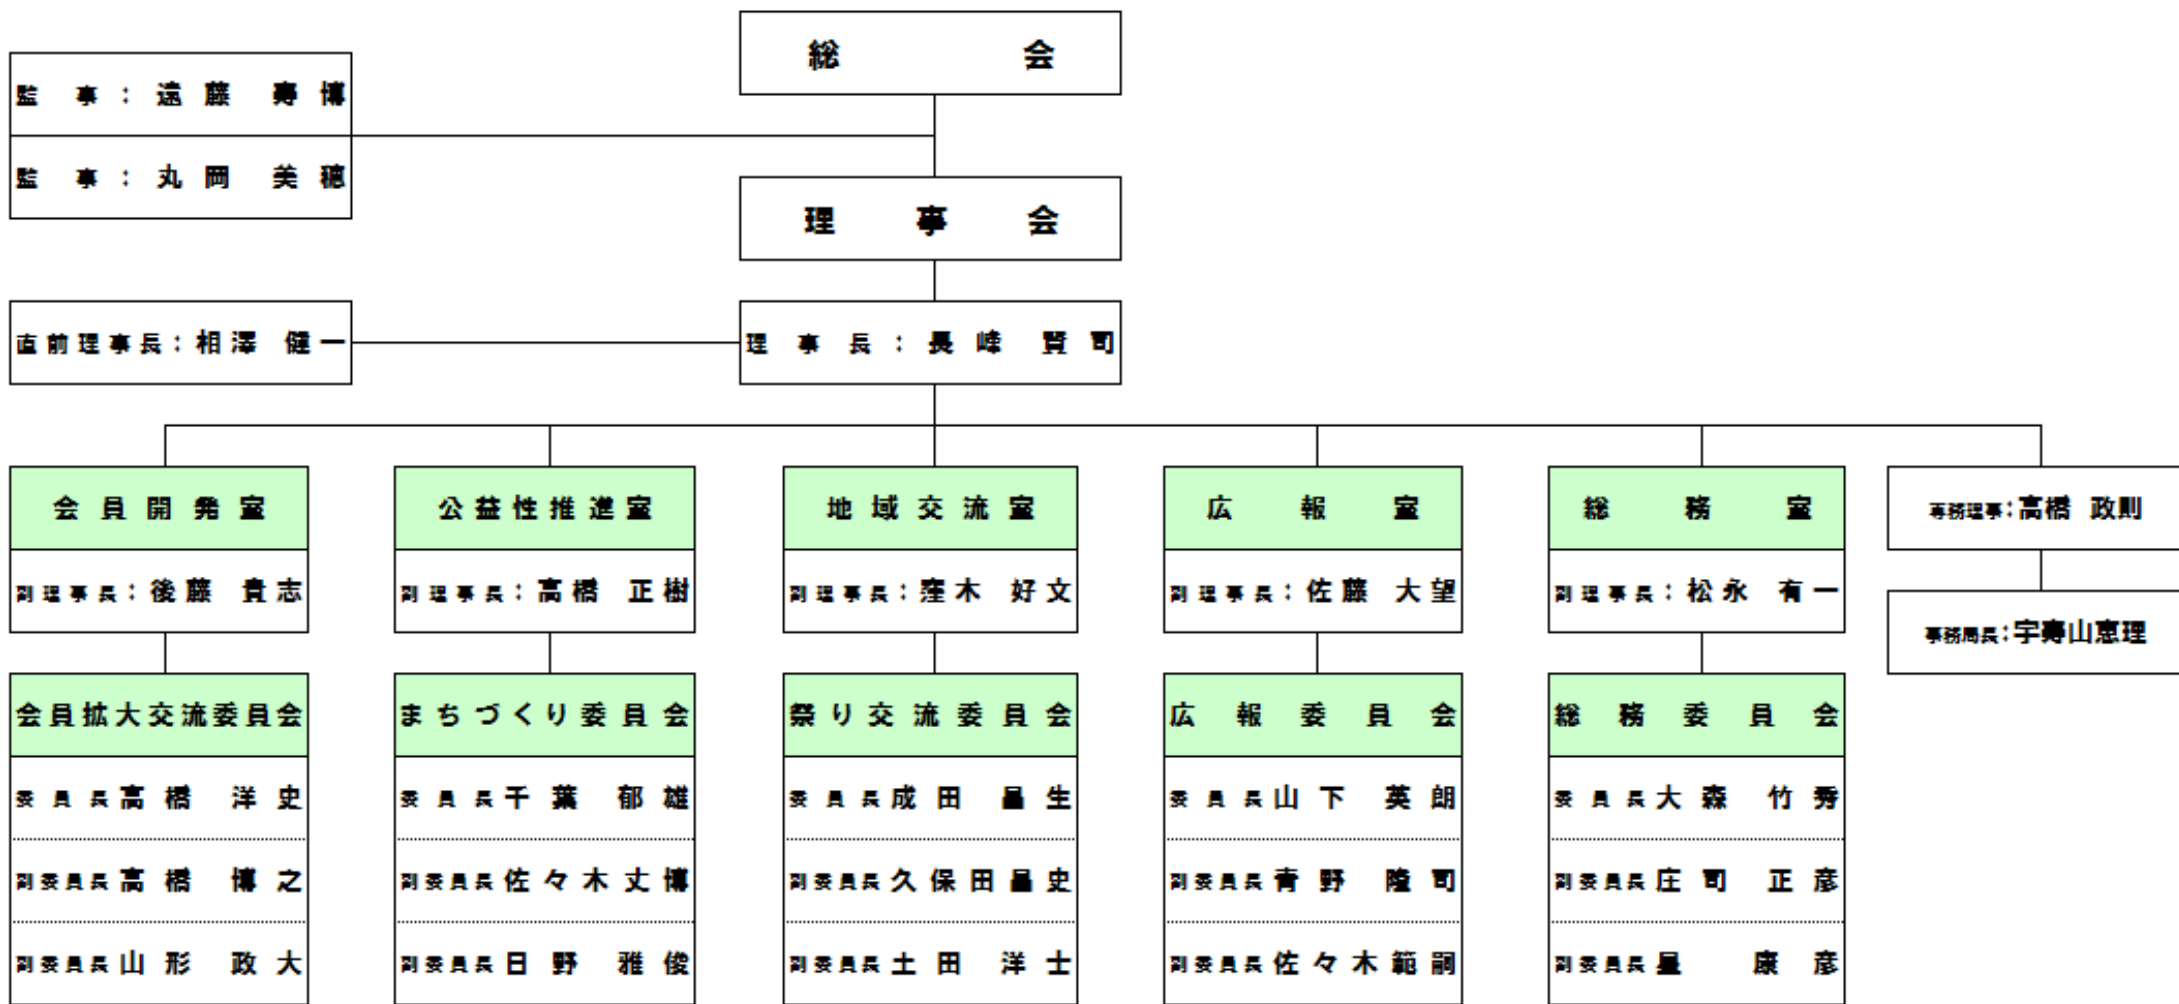 総会
監事：遠藤 寿博
監事：丸岡 美穂
理事会
直前理事長：相澤 健一
理事長：長峰 賢司
会員開発室
副理事長：後藤 貴志
会員拡大交流委員会
委員長 高橋 洋史
副委員長 高橋 博之
副委員長 山形 政大
公益性推進室
副理事長：高橋 正樹
まちづくり委員会
委員長 千葉 郁雄
副委員長 佐々木丈博
副委員長 日野 雅俊
地域交流室
副理事長：窪木 好文
祭り交流委員会
委員長 成田 昌生
副委員長 久保田昌史
副委員長 土田 洋士
広報室
副理事長：佐藤 大望
広報委員会
委員長 山下 英朗
副委員長 青野 隆司
副委員長 佐々木範嗣
総務室
副理事長：松永 有一
総務委員会
委員長 大森 竹秀
副委員長 庄司 正彦
副委員長 星 康彦
専務理事：高橋 政則
事務局長：宇寿山恵理